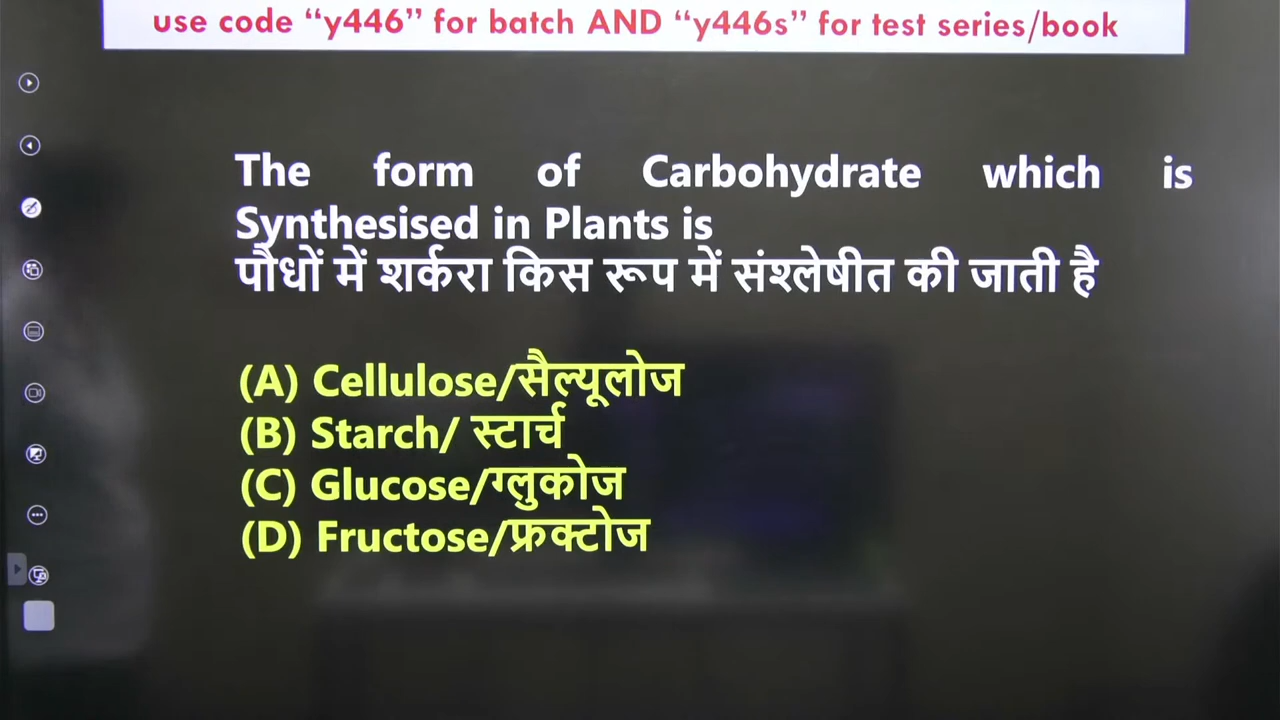 use code “y446” for batch AND “y446s” for test series/book
The form of Carbohydrate which is
Synthesised in Plants is
पौधों में शर्करा किस रूप में संश्लेषीत की जाती है
(A) Cellulose/सैल्यूलोज
(B) Starch/ स्टार्च
(C) Glucose/ग्लुकोज
(D) Fructose/फ्रक्टोज